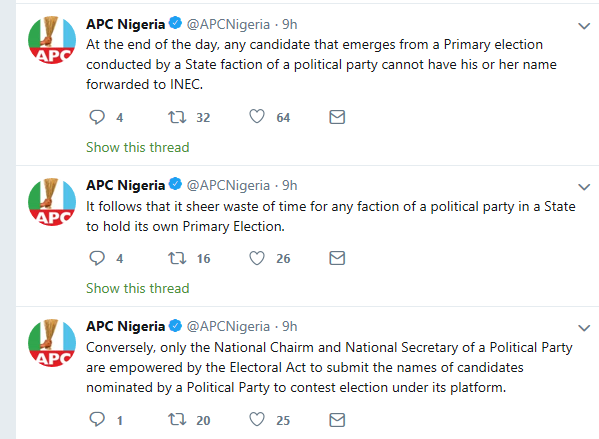 APC Nigeria @APCNigeria · 9h
At the end of the day, any candidate that emerges from a Primary election
conducted by a State faction of a political party cannot have his or her name
forwarded to INEC.
4 32 64
Show this thread
APC
APC Nigeria @APCNigeria · 9h
It follows that it sheer waste of time for any faction of a political party in a State
to hold its own Primary Election.
4 16 26
Show this thread
APC
APC Nigeria @APCNigeria · 9h
Conversely, only the National Chairm and National Secretary of a Political Party
are empowered by the Electoral Act to submit the names of candidates
nominated by a Political Party to contest election under its platform.
1 20 25
APC